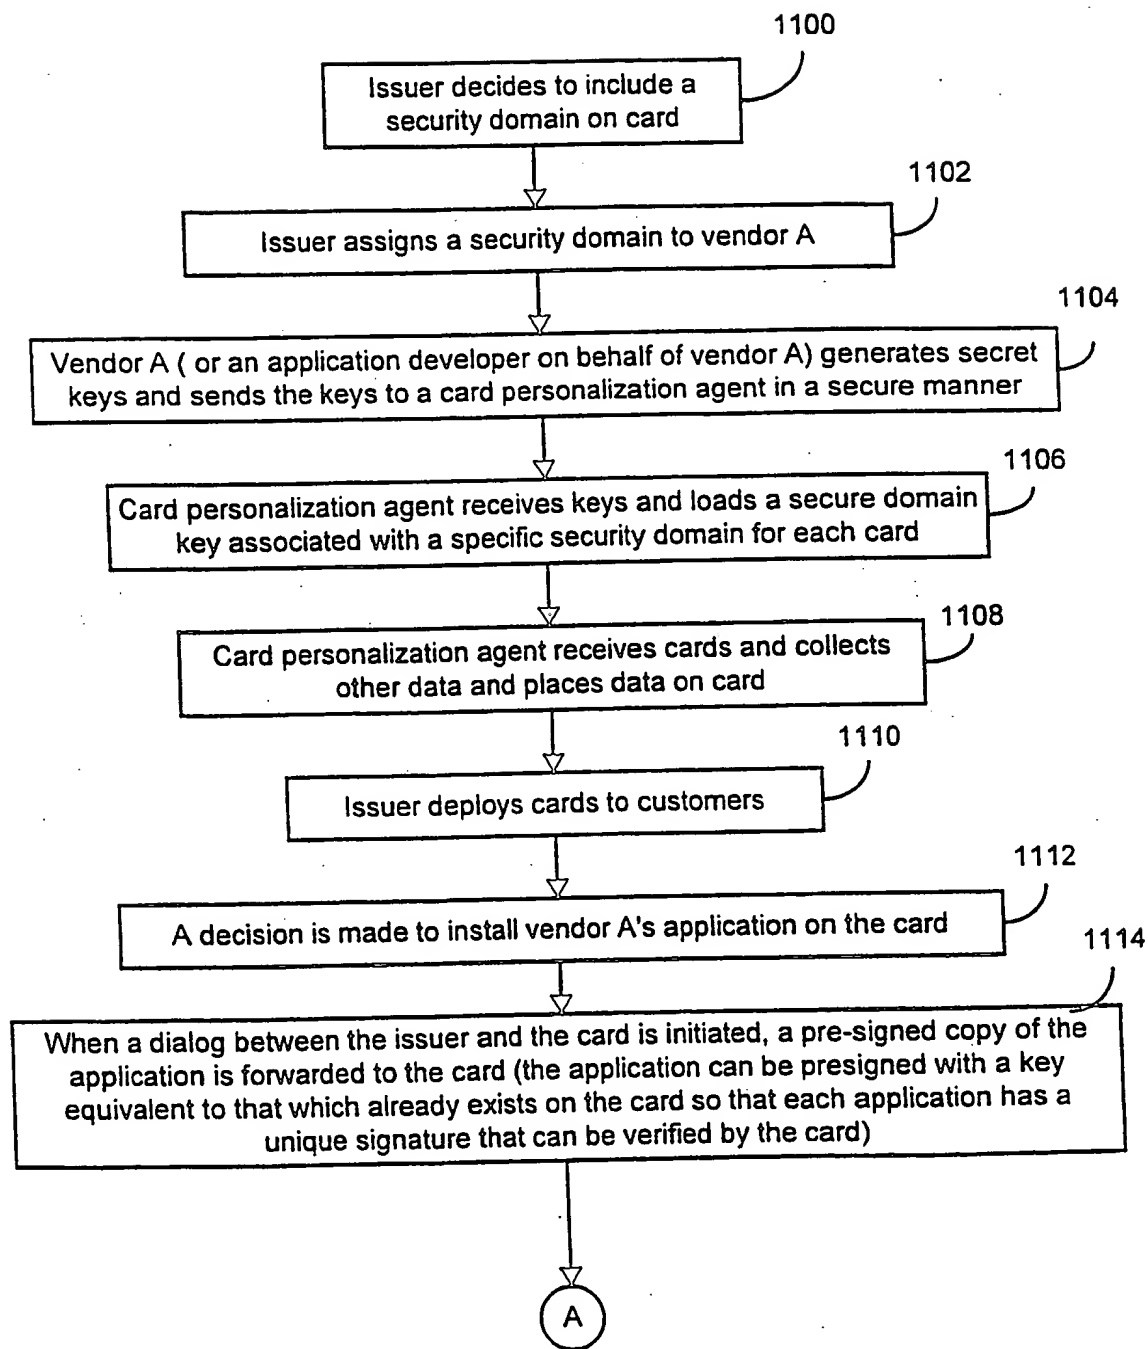 1100
Issuer decides to include a
security domain on card
1102
Issuer assigns a security domain to vendor A
1104
Vendor A ( or an application developer on behalf of vendor A) generates secret
keys and sends the keys to a card personalization agent in a secure manner
1106
Card personalization agent receives keys and loads a secure domain
key associated with a specific security domain for each card
1108
Card personalization agent receives cards and collects
other data and places data on card
1110
Issuer deploys cards to customers
1112
A decision is made to install vendor A's application on the card
1114
When a dialog between the issuer and the card is initiated, a pre-signed copy of the
application is forwarded to the card (the application can be presigned with a key
equivalent to that which already exists on the card so that each application has a
unique signature that can be verified by the card)
A